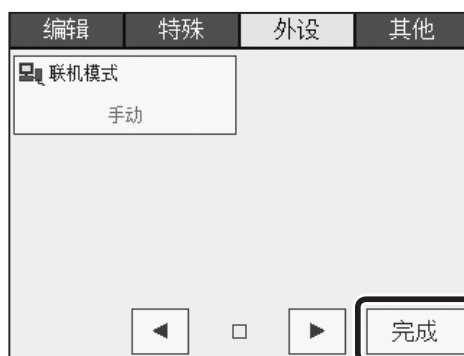 编辑 特殊 外设 其他
联机模式
手动
完成